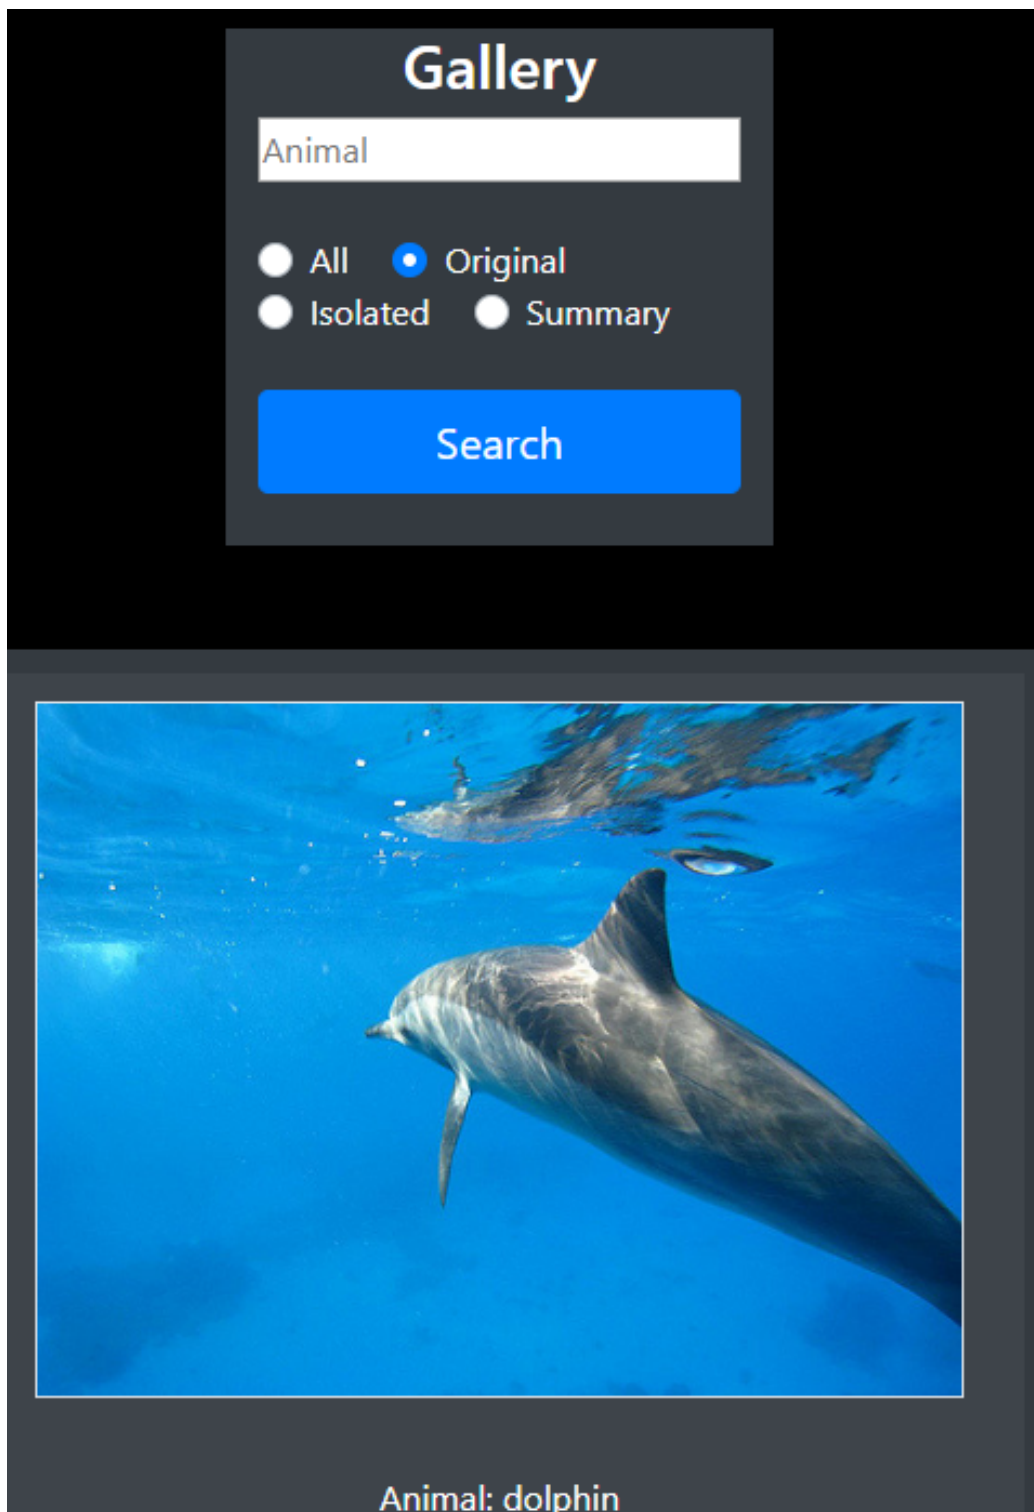 Gallery
Animal
All Original
Isolated Summary
Search
Animal: dolphin